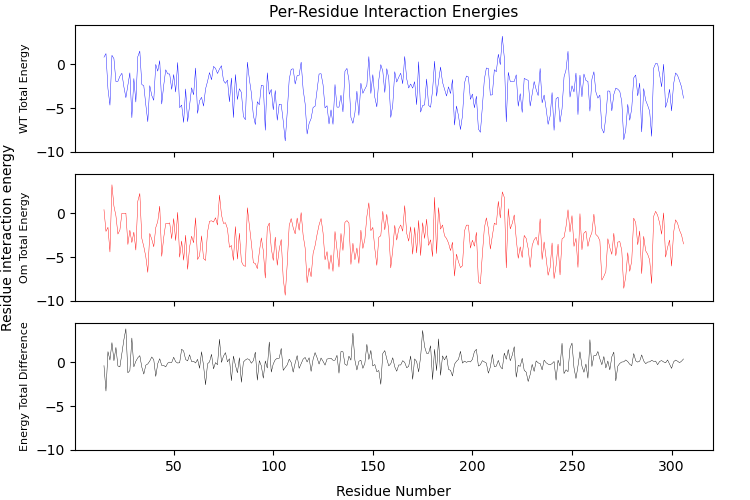 Per-Residue Interaction Energies
Residue interaction energy
WT Total Energy
0
−5
−10
Om Total Energy
0
−5
−10
Energy Total Difference
0
−5
−10
50 100 150 200 250 300
Residue Number